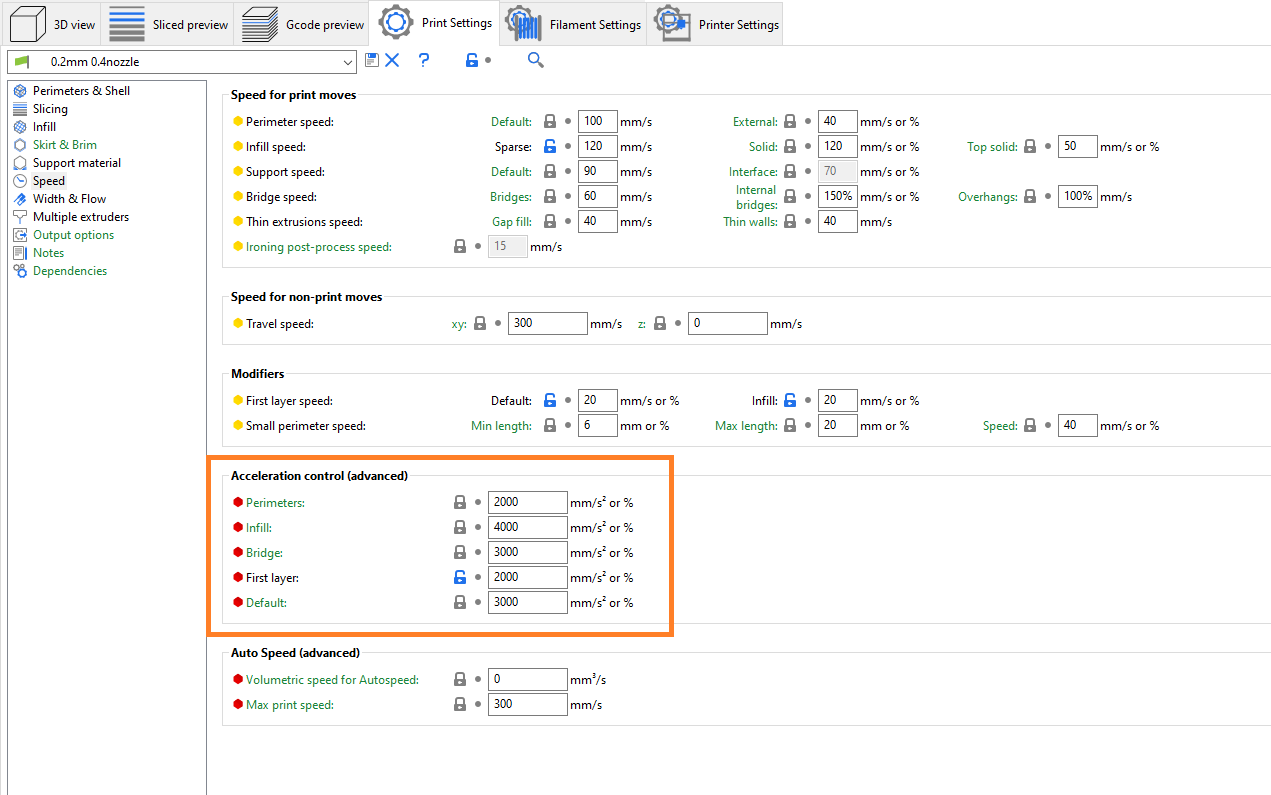 3D view Sliced preview Gcode preview Print Settings Filament Settings Printer Settings
0.2mm 0.4nozzle ?
Perimeters & Shell
Slicing
Infill
Skirt & Brim
Support material
Speed
Width & Flow
Multiple extruders
Output options
Notes
Dependencies
Speed for print moves
Perimeter speed: Default: 100 mm/s External: 40 mm/s or %
Infill speed: Sparse: 120 mm/s Solid: 120 mm/s or % Top solid: 50 mm/s or %
Support speed: Default: 90 mm/s Interface: 70 mm/s or %
Bridge speed: Bridges: 60 mm/s Internal bridges: 150% mm/s or % Overhangs: 100% mm/s
Thin extrusions speed: Gap fill: 40 mm/s Thin walls: 40 mm/s
Ironing post-process speed: 15 mm/s
Speed for non-print moves
Travel speed: xy: 300 mm/s z: 0 mm/s
Modifiers
First layer speed: Default: 20 mm/s or % Infill: 20 mm/s or %
Small perimeter speed: Min length: 6 mm or % Max length: 20 mm or % Speed: 40 mm/s or %
Acceleration control (advanced)
Perimeters: 2000 mm/s² or %
Infill: 4000 mm/s² or %
Bridge: 3000 mm/s² or %
First layer: 2000 mm/s² or %
Default: 3000 mm/s² or %
Auto Speed (advanced)
Volumetric speed for Autospeed: 0 mm³/s
Max print speed: 300 mm/s